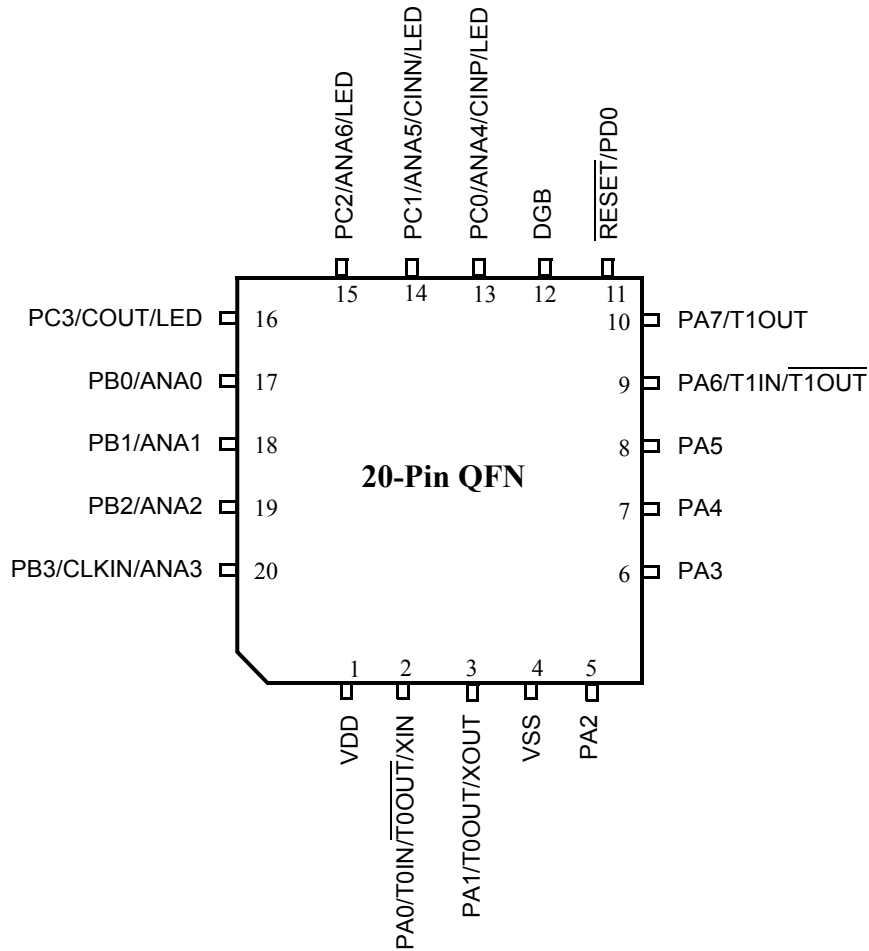 PC2/ANA6/LED
PC1/ANA5/CINN/LED
PC0/ANA4/CINP/LED
DGB
RESET/PD0
15
14
13
12
11
PC3/COUT/LED
16
10
PA7/T1OUT
PB0/ANA0
17
9
PA6/T1IN/T1OUT
PB1/ANA1
18
8
PA5
20-Pin QFN
PB2/ANA2
19
7
PA4
PB3/CLKIN/ANA3
20
6
PA3
1
2
3
4
5
VDD
PA0/T0IN/T0OUT/XIN
PA1/T0OUT/XOUT
VSS
PA2